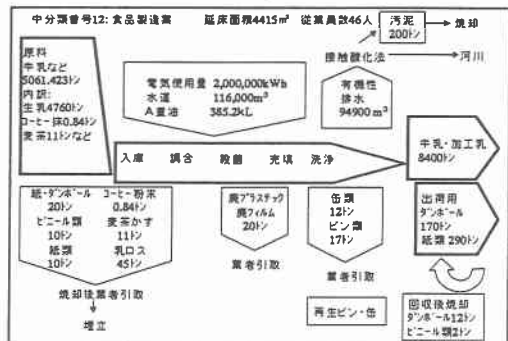 中分類番号12: 食品製造業 延床面積4415㎡ 従業員数46人
汚泥
200トン
焼却
接触酸化法
河川
原料
牛乳など
5061.423トン
内訳:
生乳4760トン
コーヒー抹0.84トン
麦茶11トンなど
電気使用量 2,000,000kWh
水道 116,000m³
A重油 385.2kL
有機性
排水
94900 m³
入庫 調合 殺菌 充填 洗浄
牛乳・加工乳
8400トン
紙・ダンボール
20トン
ビニール類
10トン
紙類
10トン
コーヒー粉末
0.84トン
麦茶かす
11トン
乳ロス
45トン
廃プラスチック
廃フィルム
20トン
業者引取
缶類
12トン
ビン類
17トン
業者引取
出荷用
ダンボール
170トン
紙類 290トン
焼却後業者引取
埋立
再生ビン・缶
回収後焼却
ダンボール12トン
ビニール類2トン